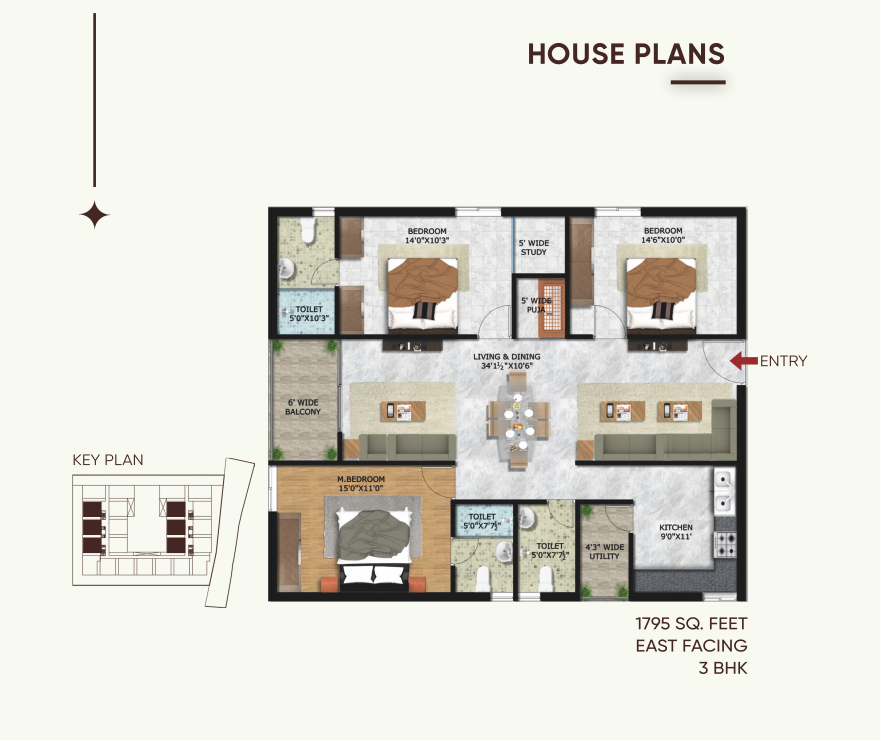 HOUSE PLANS
BEDROOM
14'0"X10'3"
5' WIDE
STUDY
BEDROOM
14'6"X10'0"
TOILET
5'0"X10'3"
5' WIDE
PUJA
LIVING & DINING
34'1½"X10'6"
ENTRY
6' WIDE
BALCONY
KEY PLAN
M.BEDROOM
15'0"X11'0"
TOILET
5'0"X7'7½"
TOILET
5'0"X7'7½"
4'3" WIDE
UTILITY
KITCHEN
9'0"X11'
1795 SQ. FEET
EAST FACING
3 BHK